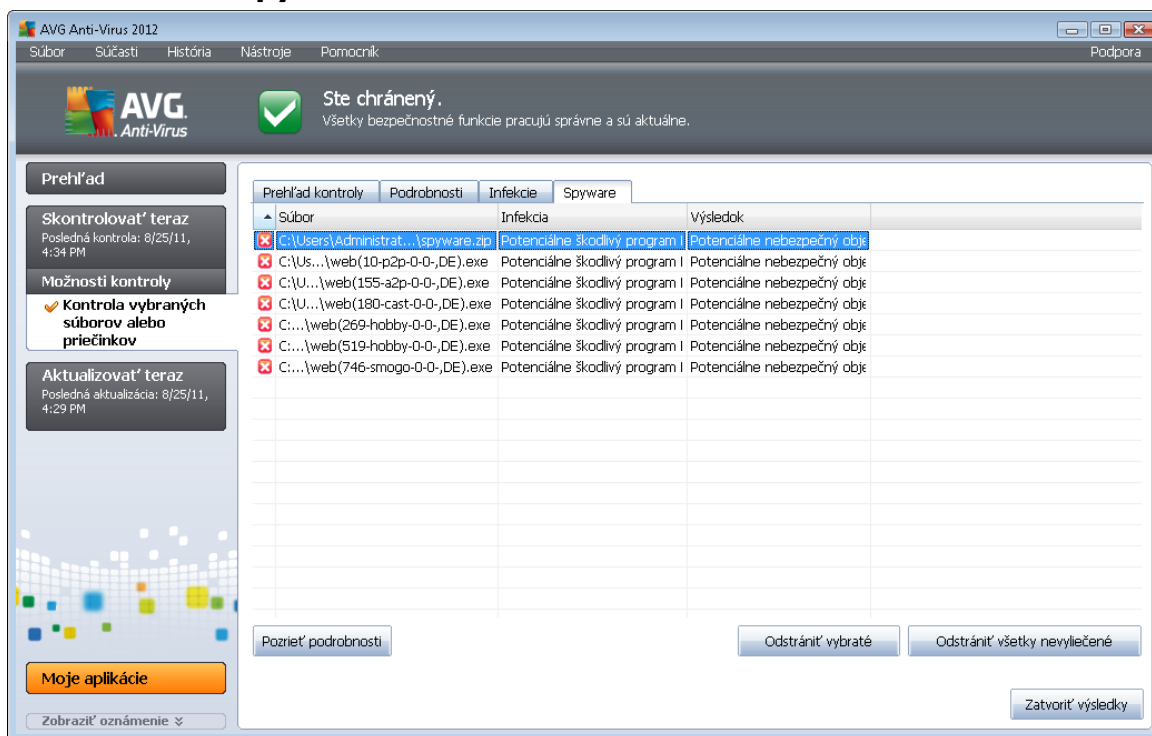 AVG Anti-Virus 2012
Súbor Súčasti História Nástroje Pomocník Podpora
AVG.
Anti-Virus
Ste chránený.
Všetky bezpečnostné funkcie pracujú správne a sú aktuálne.
Prehľad
Skontrolovať teraz
Posledná kontrola: 8/25/11,
4:34 PM
Možnosti kontroly
Kontrola vybraných
súborov alebo
priečinkov
Aktualizovať teraz
Posledná aktualizácia: 8/25/11,
4:29 PM
Moje aplikácie
Zobraziť oznámenie
Prehľad kontroly Podrobnosti Infekcie Spyware
Súbor Infekcia Výsledok
C:\Users\Administrat...\spyware.zip Potenciálne škodlivý program Potenciálne nebezpečný obje
C:\Us...\web(10-p2p-0-0-,DE).exe Potenciálne škodlivý program Potenciálne nebezpečný obje
C:\U...\web(155-a2p-0-0-,DE).exe Potenciálne škodlivý program Potenciálne nebezpečný obje
C:\U...\web(180-cast-0-0-,DE).exe Potenciálne škodlivý program Potenciálne nebezpečný obje
C:...\web(269-hobby-0-0-,DE).exe Potenciálne škodlivý program Potenciálne nebezpečný obje
C:...\web(519-hobby-0-0-,DE).exe Potenciálne škodlivý program Potenciálne nebezpečný obje
C:...\web(746-smogo-0-0-,DE).exe Potenciálne škodlivý program Potenciálne nebezpečný obje
Pozrieť podrobnosti Odstrániť vybraté Odstrániť všetky nevyliečené
Zatvoriť výsledky